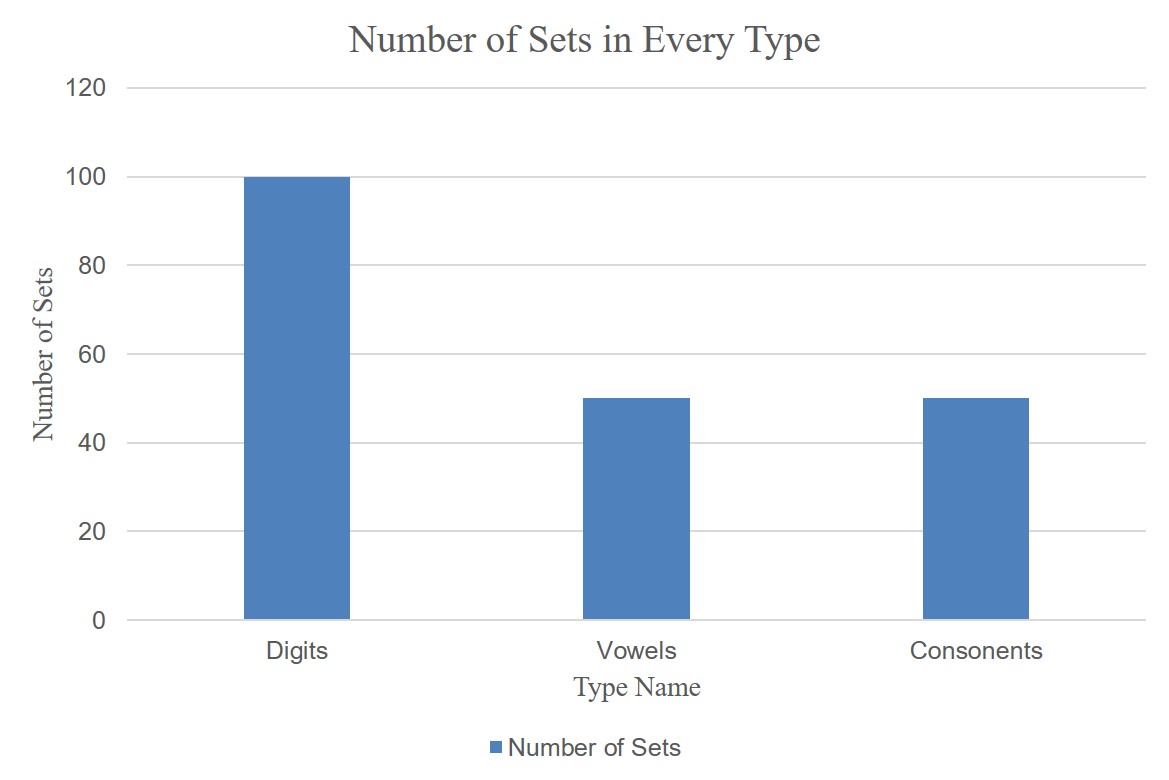 Number of Sets in Every Type
120
100
80
60
40
20
0
Number of Sets
Digits Vowels Consonents
Type Name
Number of Sets